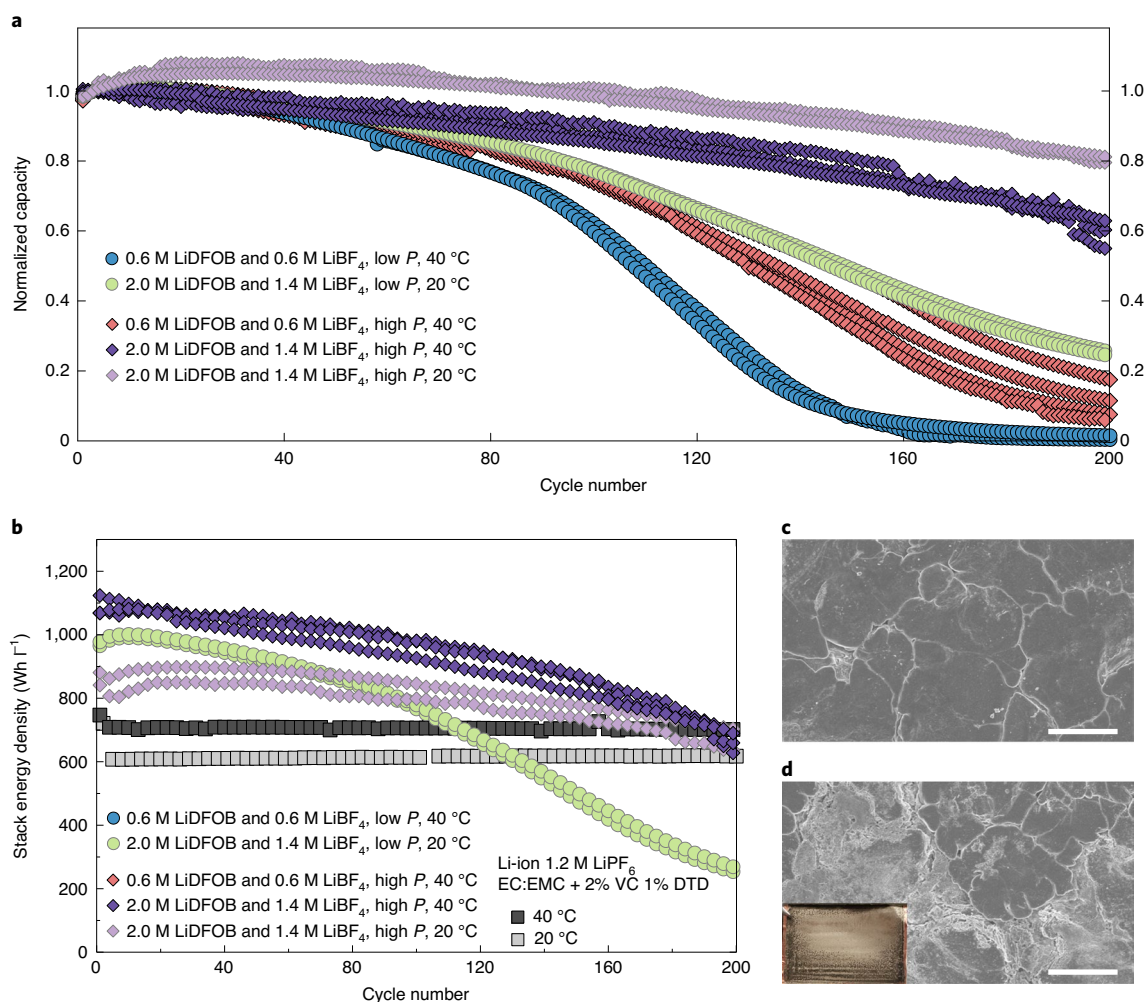 a
1.0
0.8
0.6
0.4
0.2
0
Normalized capacity
1.0
0.8
0.6
0.4
0.2
0
0.6 M LiDFOB and 0.6 M LiBF₄, low P, 40 °C
2.0 M LiDFOB and 1.4 M LiBF₄, low P, 20 °C
0.6 M LiDFOB and 0.6 M LiBF₄, high P, 40 °C
2.0 M LiDFOB and 1.4 M LiBF₄, high P, 40 °C
2.0 M LiDFOB and 1.4 M LiBF₄, high P, 20 °C
0 40 80 120 160 200
Cycle number
b
1,200
1,000
800
600
400
200
0
Stack energy density (Wh l⁻¹)
0.6 M LiDFOB and 0.6 M LiBF₄, low P, 40 °C
2.0 M LiDFOB and 1.4 M LiBF₄, low P, 20 °C
0.6 M LiDFOB and 0.6 M LiBF₄, high P, 40 °C
2.0 M LiDFOB and 1.4 M LiBF₄, high P, 40 °C
2.0 M LiDFOB and 1.4 M LiBF₄, high P, 20 °C
Li-ion 1.2 M LiPF₆
EC:EMC + 2% VC 1% DTD
40 °C
20 °C
0 40 80 120 160 200
Cycle number
c
d